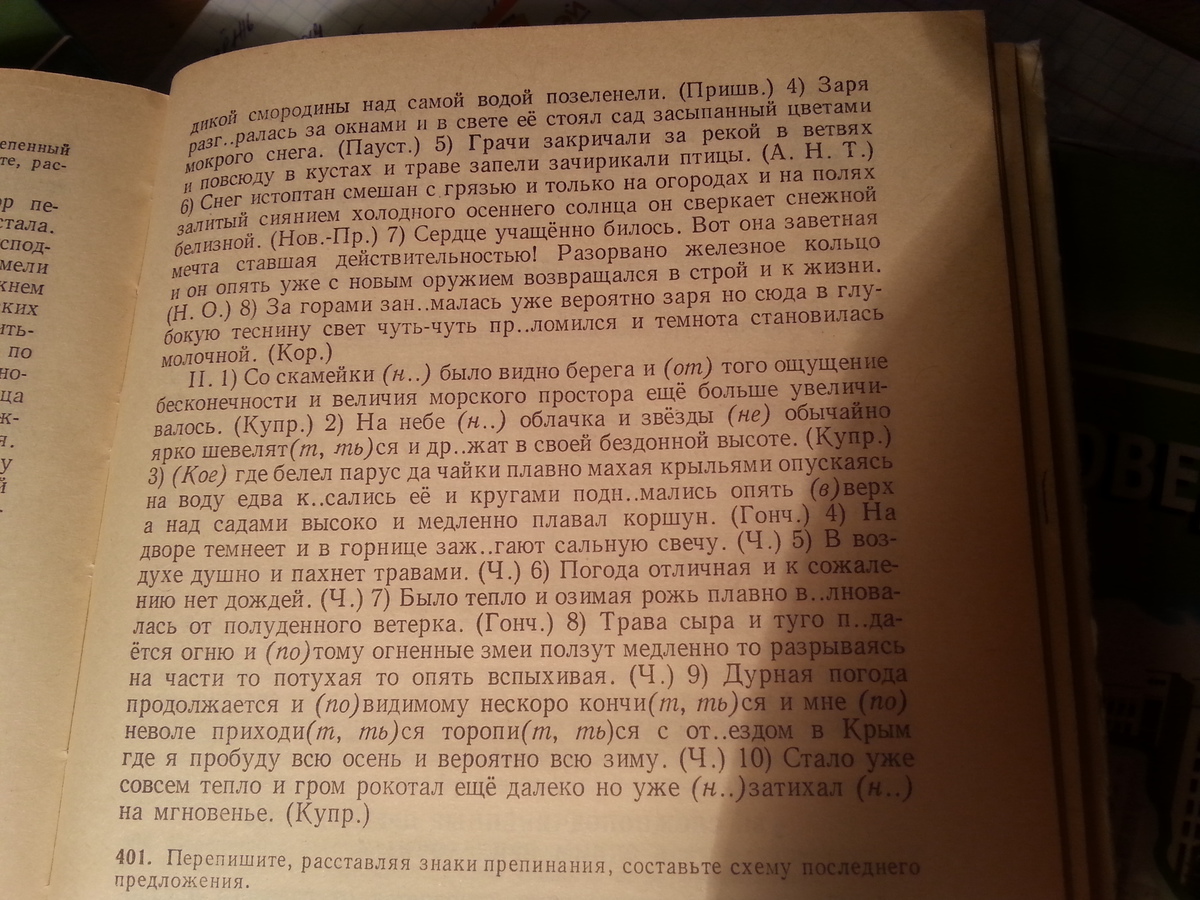 епенный
те, рас-
ор пе-
стала.
спод-
мели
жнем
ких
ить-
по
но-
ца
ж-
я.
у
й
дикой смородины над самой водой позеленели. (Пришв.) 4) Заря
разг..ралась за окнами и в свете её стоял сад засыпанный цветами
мокрого снега. (Пауст.) 5) Грачи закричали за рекой в ветвях
и повсюду в кустах и траве запели зачирикали птицы. (А. Н. Т.)
6) Снег истоптан смешан с грязью и только на огородах и на полях
залитый сиянием холодного осеннего солнца он сверкает снежной
белизной. (Нов.-Пр.) 7) Сердце учащённо билось. Вот она заветная
мечта ставшая действительностью! Разорвано железное кольцо
и он опять уже с новым оружием возвращался в строй и к жизни.
(Н. О.) 8) За горами зан..малась уже вероятно заря но сюда в глу-
бокую теснину свет чуть-чуть пр..ломился и темнота становилась
молочной. (Кор.)
II. 1) Со скамейки (н..) было видно берега и (от) того ощущение
бесконечности и величия морского простора ещё больше увеличи-
валось. (Купр.) 2) На небе (н..) облачка и звёзды (не) обычайно
ярко шевелят(т, ть)ся и др..жат в своей бездонной высоте. (Купр.)
3) (Кое) где белел парус да чайки плавно махая крыльями опускаясь
на воду едва к..сались её и кругами подн..мались опять (в)верх
а над садами высоко и медленно плавал коршун. (Гонч.) 4) На
дворе темнеет и в горнице заж..гают сальную свечу. (Ч.) 5) В воз-
духе душно и пахнет травами. (Ч.) 6) Погода отличная и к сожале-
нию нет дождей. (Ч.) 7) Было тепло и озимая рожь плавно в..лнова-
лась от полуденного ветерка. (Гонч.) 8) Трава сыра и туго п..да-
ётся огню и (по)тому огненные змеи ползут медленно то разрываясь
на части то потухая то опять вспыхивая. (Ч.) 9) Дурная погода
продолжается и (по)видимому нескоро кончи(т, ть)ся и мне (по)
неволе приходи(т, ть)ся торопи(т, ть)ся с от..ездом в Крым
где я пробуду всю осень и вероятно всю зиму. (Ч.) 10) Стало уже
совсем тепло и гром рокотал ещё далеко но уже (н..)затихал (н..)
на мгновенье. (Купр.)
401. Перепишите, расставляя знаки препинания, составьте схему последнего
предложения.